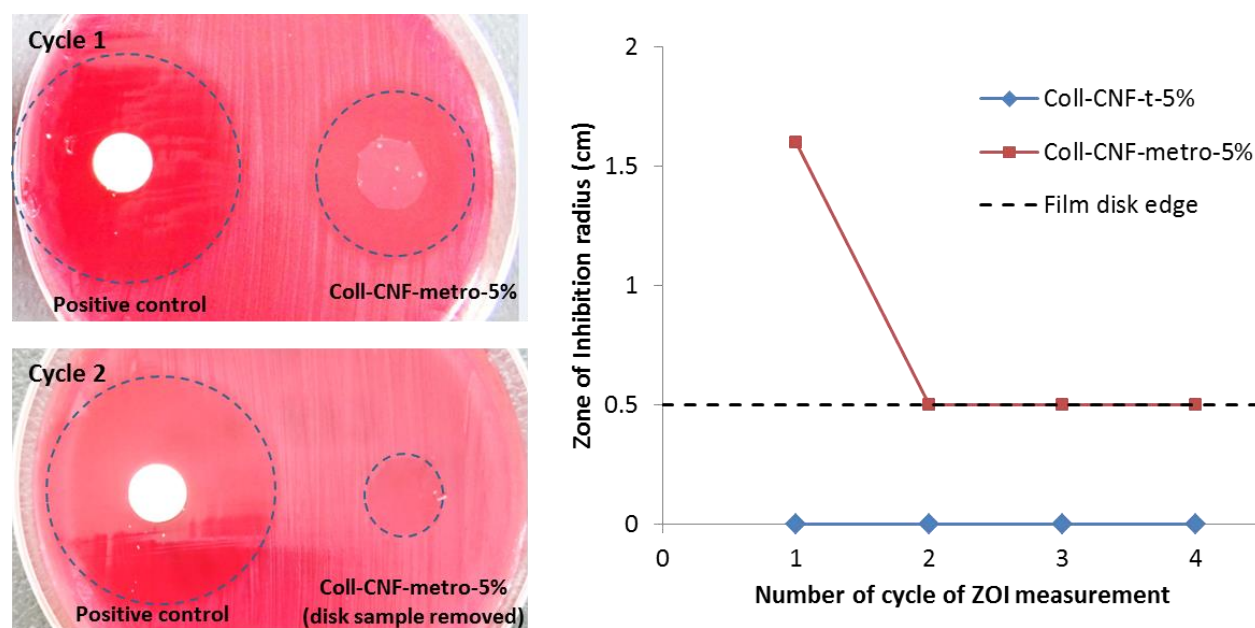 Cycle 1
Positive control
Coll-CNF-metro-5%
Cycle 2
Positive control
Coll-CNF-metro-5%
(disk sample removed)
Zone of Inhibition radius (cm)
2
1.5
1
0.5
0
0
1
2
3
4
Number of cycle of ZOI measurement
Coll-CNF-t-5%
Coll-CNF-metro-5%
Film disk edge